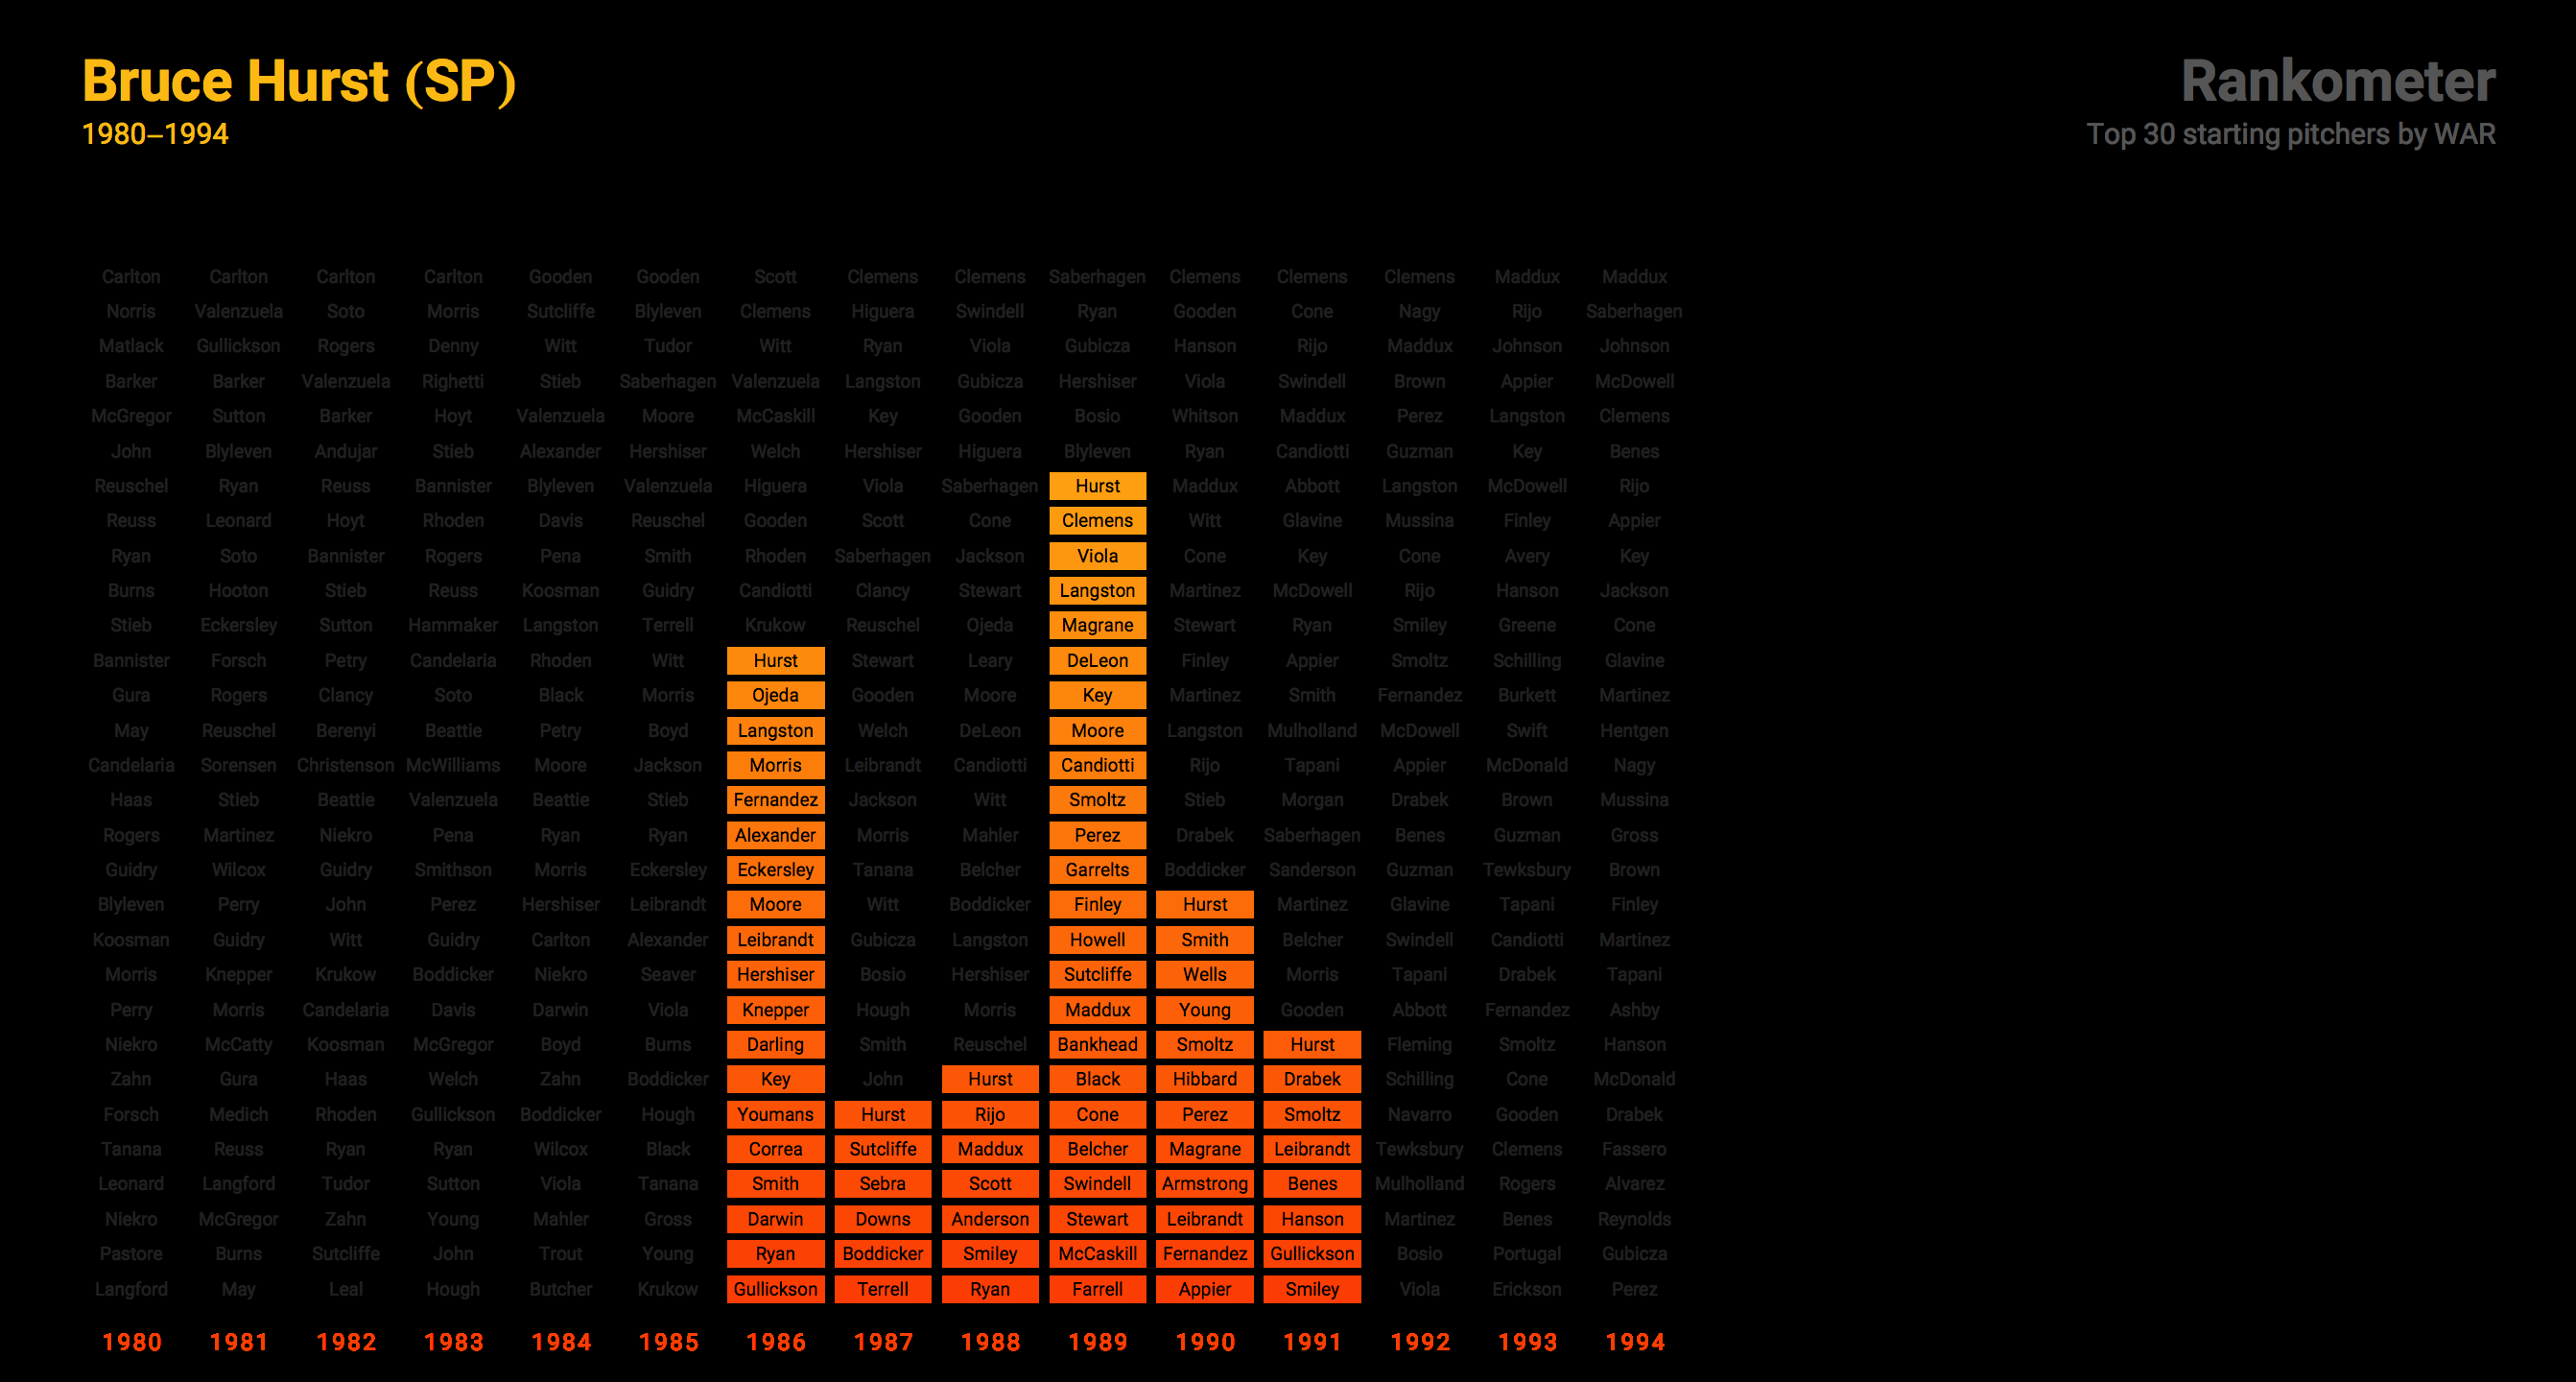 Bruce Hurst (SP)
1980–1994
Rankometer
Top 30 starting pitchers by WAR
Carlton Carlton Carlton Carlton Gooden Gooden Scott Clemens Clemens Saberhagen Clemens Clemens Clemens Maddux Maddux
Norris Valenzuela Soto Morris Sutcliffe Blyleven Clemens Higuera Swindell Ryan Gooden Cone Nagy Rijo Saberhagen
Matlack Gullickson Rogers Denny Witt Tudor Witt Ryan Viola Gubicza Hanson Rijo Maddux Johnson Johnson
Barker Barker Valenzuela Righetti Stieb Saberhagen Valenzuela Langston Gubicza Hershiser Viola Swindell Brown Appier McDowell
McGregor Sutton Barker Hoyt Valenzuela Moore McCaskill Key Gooden Bosio Whitson Maddux Perez Langston Clemens
John Blyleven Andujar Stieb Alexander Hershiser Welch Hershiser Higuera Blyleven Ryan Candiotti Guzman Key Benes
Reuschel Ryan Reuss Bannister Blyleven Valenzuela Higuera Viola Saberhagen Hurst Maddux Abbott Langston McDowell Rijo
Reuss Leonard Hoyt Rhoden Davis Reuschel Gooden Scott Cone Clemens Witt Glavine Mussina Finley Appier
Ryan Soto Bannister Rogers Pena Smith Rhoden Saberhagen Jackson Viola Cone Key Cone Avery Key
Burns Hooton Stieb Reuss Koosman Guidry Candiotti Clancy Stewart Langston Martinez McDowell Rijo Hanson Jackson
Stieb Eckersley Sutton Hammaker Langston Terrell Krukow Reuschel Ojeda Magrane Stewart Ryan Smiley Greene Cone
Bannister Forsch Petry Candelaria Rhoden Witt Hurst Stewart Leary DeLeon Finley Appier Smoltz Schilling Glavine
Gura Rogers Clancy Soto Black Morris Ojeda Gooden Moore Key Martinez Smith Fernandez Burkett Martinez
May Reuschel Berenyi Beattie Petry Boyd Langston Welch DeLeon Moore Langston Mulholland McDowell Swift Hentgen
Candelaria Sorensen Christenson McWilliams Moore Jackson Morris Leibrandt Candiotti Candiotti Rijo Tapani Appier McDonald Nagy
Haas Stieb Beattie Valenzuela Beattie Stieb Fernandez Jackson Witt Smoltz Stieb Morgan Drabek Brown Mussina
Rogers Martinez Niekro Pena Ryan Ryan Alexander Morris Mahler Perez Drabek Saberhagen Benes Guzman Gross
Guidry Wilcox Guidry Smithson Morris Eckersley Eckersley Tanana Belcher Garrelts Boddicker Sanderson Guzman Tewksbury Brown
Blyleven Perry John Perez Hershiser Leibrandt Moore Witt Boddicker Finley Hurst Martinez Glavine Tapani Finley
Koosman Guidry Witt Guidry Carlton Alexander Leibrandt Gubicza Langston Howell Smith Belcher Swindell Candiotti Martinez
Morris Knepper Krukow Boddicker Niekro Seaver Hershiser Bosio Hershiser Sutcliffe Wells Morris Tapani Drabek Tapani
Perry Morris Candelaria Davis Darwin Viola Knepper Hough Morris Maddux Young Gooden Abbott Fernandez Ashby
Niekro McCatty Koosman McGregor Boyd Burns Darling Smith Reuschel Bankhead Smoltz Hurst Fleming Smoltz Hanson
Zahn Gura Haas Welch Zahn Boddicker Key John Hurst Black Hibbard Drabek Schilling Cone McDonald
Forsch Medich Rhoden Gullickson Boddicker Hough Youmans Hurst Rijo Cone Perez Smoltz Navarro Gooden Drabek
Tanana Reuss Ryan Ryan Wilcox Black Correa Sutcliffe Maddux Belcher Magrane Leibrandt Tewksbury Clemens Fassero
Leonard Langford Tudor Sutton Viola Tanana Smith Sebra Scott Swindell Armstrong Benes Mulholland Rogers Alvarez
Niekro McGregor Zahn Young Mahler Gross Darwin Downs Anderson Stewart Leibrandt Hanson Martinez Benes Reynolds
Pastore Burns Sutcliffe John Trout Young Ryan Boddicker Smiley McCaskill Fernandez Gullickson Bosio Portugal Gubicza
Langford May Leal Hough Butcher Krukow Gullickson Terrell Ryan Farrell Appier Smiley Viola Erickson Perez
1980 1981 1982 1983 1984 1985 1986 1987 1988 1989 1990 1991 1992 1993 1994